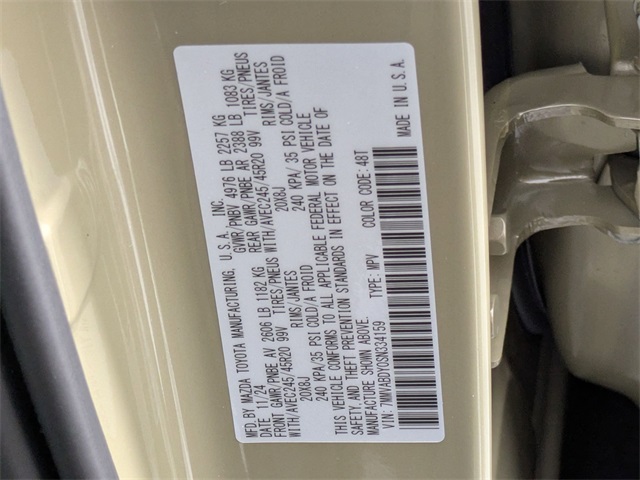 MFD. BY MAZDA TOYOTA MANUFACTURING, U.S.A., INC.
DATE 11/24 GVWR/PNBV 4976 LB 2257 KG
FRONT GAWR/PNBE AV 2606 LB 1182 KG REAR GAWR/PNBE AR 2388 LB 1083 KG
WITH/AVEC 245/45R20 99V TIRES/PNEUS WITH/AVEC 245/45R20 99V TIRES/PNEUS
20X8J RIMS/JANTES 20X8J RIMS/JANTES
240 KPA/35 PSI COLD/A FROID 240 KPA/35 PSI COLD/A FROID
THIS VEHICLE CONFORMS TO ALL APPLICABLE FEDERAL MOTOR VEHICLE
SAFETY, AND THEFT PREVENTION STANDARDS IN EFFECT ON THE DATE OF
MANUFACTURE SHOWN ABOVE.
VIN: 7MMVABDY0SN334159 TYPE: MPV COLOR CODE: 48T
MADE IN U.S.A.